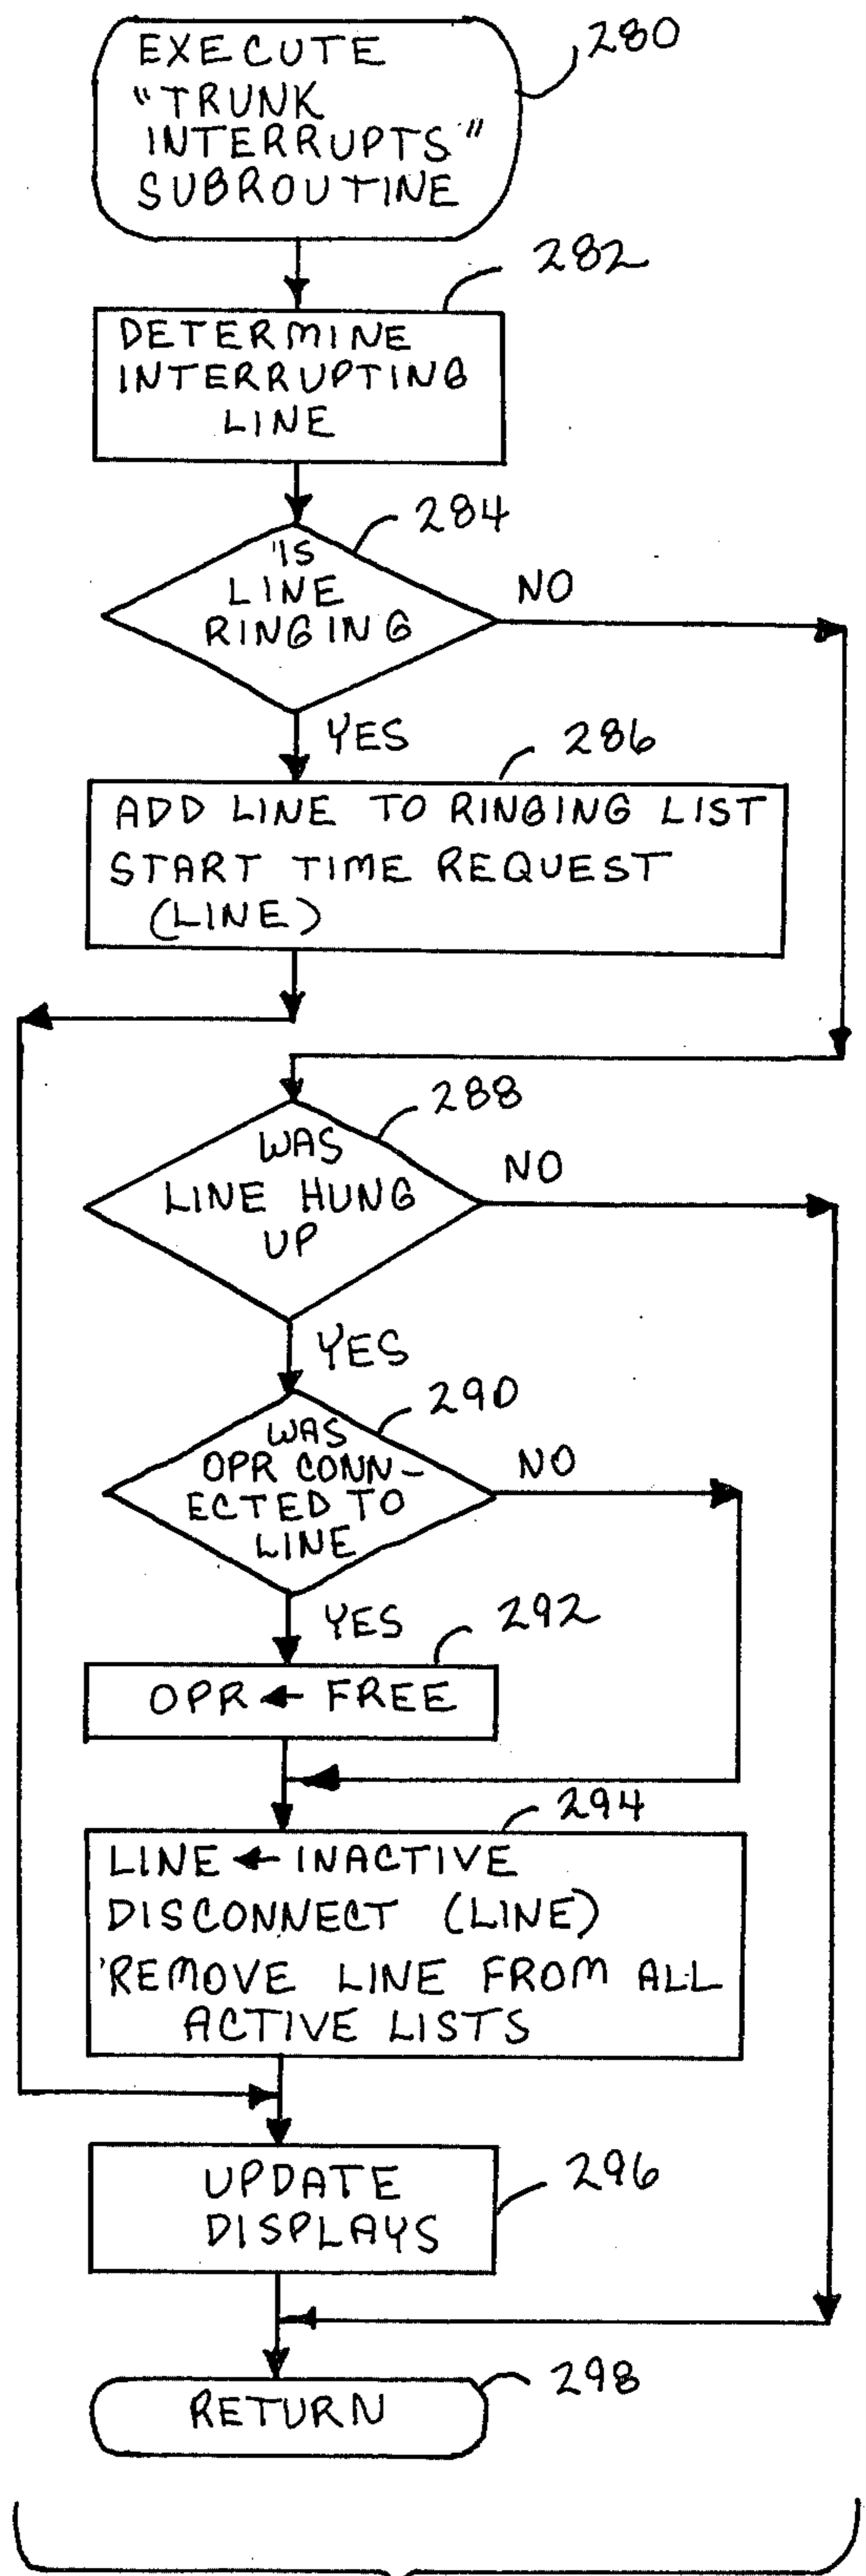 EXECUTE
"TRUNK
INTERRUPTS"
SUBROUTINE
280
282
DETERMINE
INTERRUPTING
LINE
284
IS
LINE
RINGING
NO
YES
286
ADD LINE TO RINGING LIST
START TIME REQUEST
(LINE)
288
WAS
LINE HUNG
UP
NO
YES
290
WAS
OPR CONN-
ECTED TO
LINE
NO
YES
292
OPR ← FREE
294
LINE ← INACTIVE
DISCONNECT (LINE)
REMOVE LINE FROM ALL
ACTIVE LISTS
296
UPDATE
DISPLAYS
298
RETURN